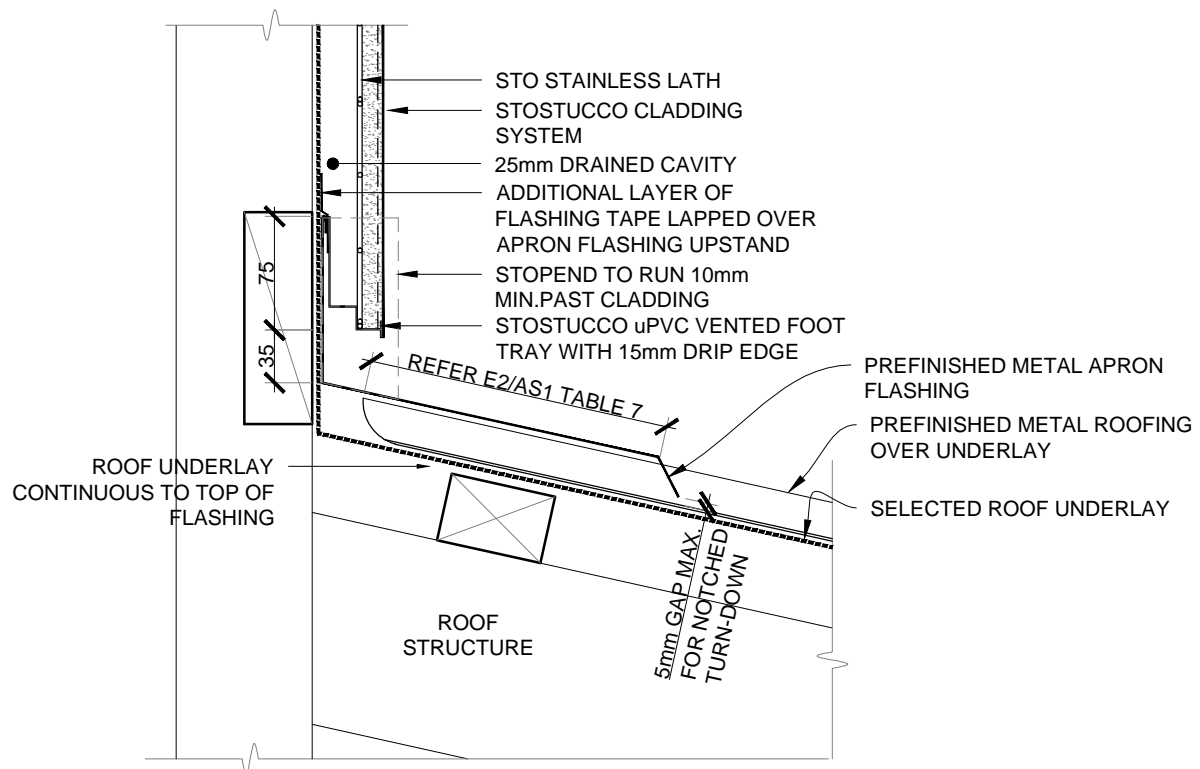 STO STAINLESS LATH
STOSTUCCO CLADDING
SYSTEM
25mm DRAINED CAVITY
ADDITIONAL LAYER OF
FLASHING TAPE LAPPED OVER
APRON FLASHING UPSTAND
STOPEND TO RUN 10mm
MIN.PAST CLADDING
STOSTUCCO uPVC VENTED FOOT
TRAY WITH 15mm DRIP EDGE
75
35
REFER E2/AS1 TABLE 7
PREFINISHED METAL APRON
FLASHING
PREFINISHED METAL ROOFING
OVER UNDERLAY
SELECTED ROOF UNDERLAY
ROOF UNDERLAY
CONTINUOUS TO TOP OF
FLASHING
5mm GAP MAX.
FOR NOTCHED
TURN-DOWN
ROOF
STRUCTURE